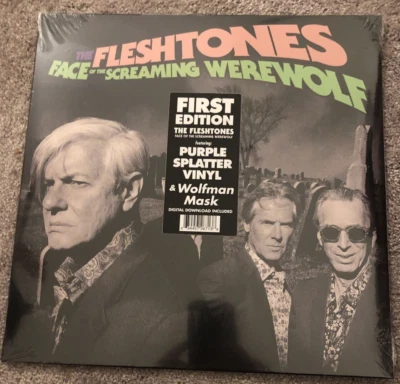 THE FLESHTONES
FACE OF THE SCREAMING WEREWOLF
FIRST
EDITION
THE FLESHTONES
FACE OF THE SCREAMING WEREWOLF
featuring
PURPLE
SPLATTER
VINYL
& Wolfman
Mask
DIGITAL DOWNLOAD INCLUDED